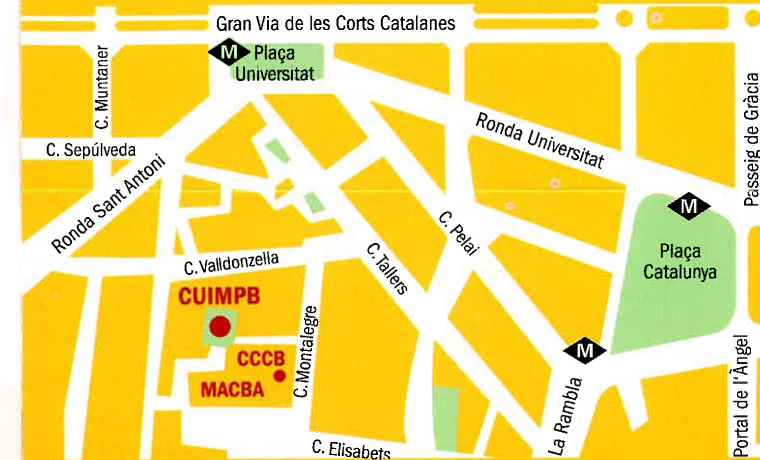 Gran Via de les Corts Catalanes
M
Plaça
Universitat
C. Muntaner
C. Sepúlveda
Ronda Sant Antoni
Ronda Universitat
Passeig de Gràcia
M
Plaça
Catalunya
C. Pelai
C. Tallers
C. Valldonzella
CUIMPB
C. Montalegre
CCCB
MACBA
M
La Rambla
Portal de l'Àngel
C. Elisabets